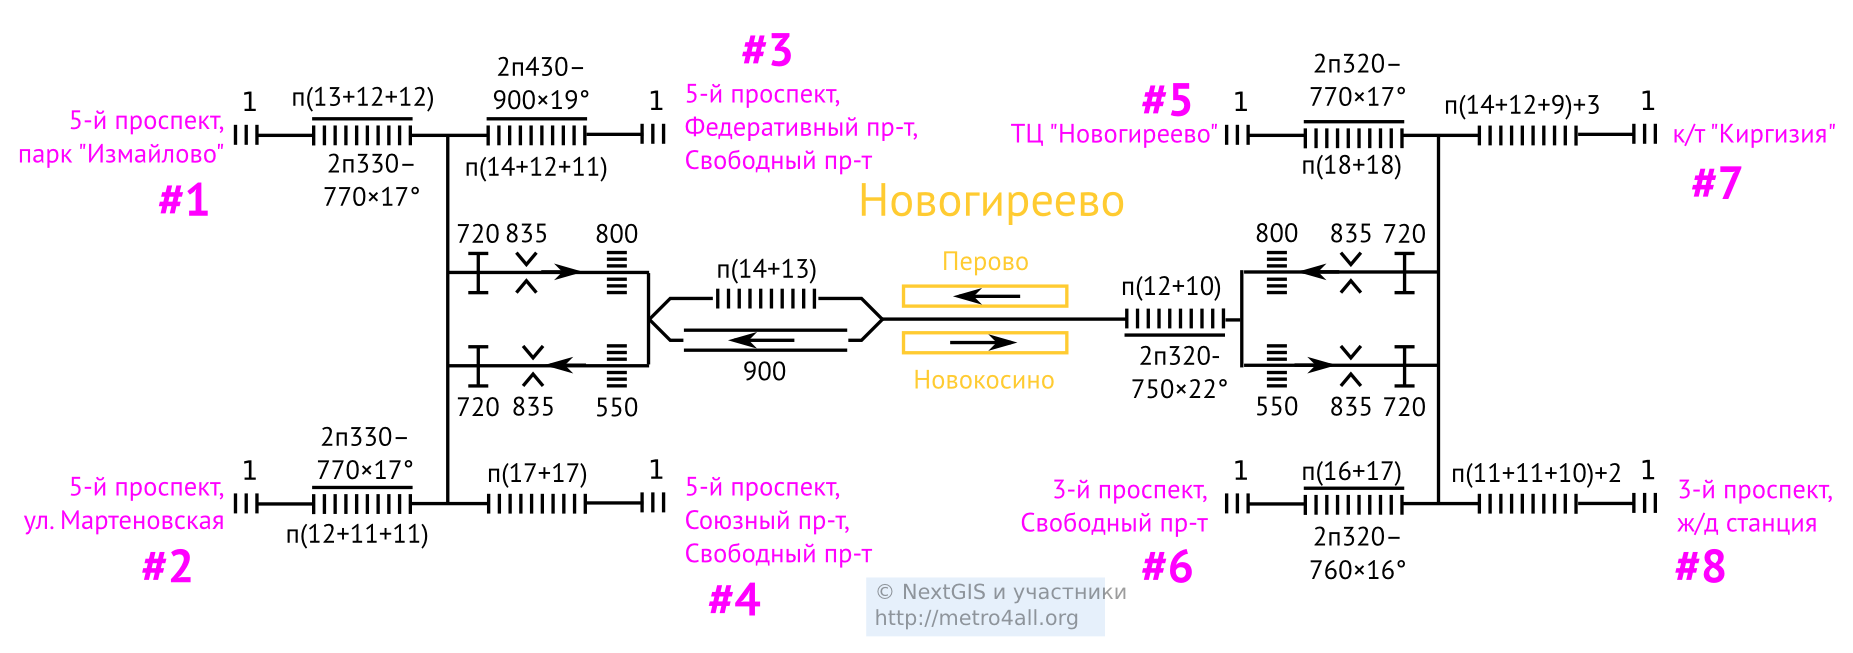 #3
2п430–
900×19°
п(13+12+12)
1
1
5-й проспект,
парк "Измайлово"
#1
2п330–
770×17°
п(14+12+11)
5-й проспект,
Федеративный пр-т,
Свободный пр-т
#5
ТЦ "Новогиреево"
1
2п320–
770×17°
п(18+18)
п(14+12+9)+3
1
к/т "Киргизия"
#7
Новогиреево
720
835
800
п(14+13)
Перово
п(12+10)
800
835
720
900
Новокосино
2п320-
750×22°
720
835
550
550
835
720
5-й проспект,
ул. Мартеновская
#2
1
2п330–
770×17°
п(12+11+11)
п(17+17)
1
5-й проспект,
Союзный пр-т,
Свободный пр-т
#4
3-й проспект,
Свободный пр-т
#6
1
п(16+17)
2п320–
760×16°
п(11+11+10)+2
1
3-й проспект,
ж/д станция
#8
© NextGIS и участники
http://metro4all.org